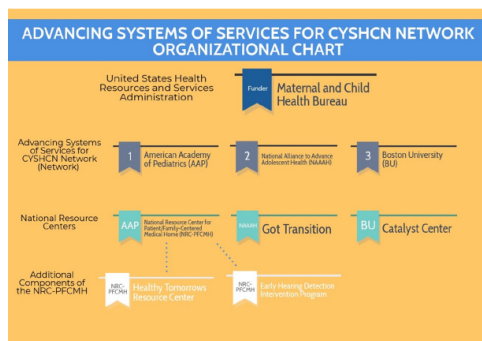 ADVANCING SYSTEMS OF SERVICES FOR CYSHCN NETWORK
ORGANIZATIONAL CHART
United States Health
Resources and Services
Administration
Funder
Maternal and Child
Health Bureau
Advancing Systems
of Services for
CYSHCN Network
(Network)
1
American Academy
of Pediatrics (AAP)
2
National Alliance to Advance
Adolescent Health (NAAAH)
3
Boston University
(BU)
National Resource
Centers
AAP
National Resource Center for
Patient/Family-Centered
Medical Home (NRC-PFCMH)
NAAAH
Got Transition
BU
Catalyst Center
Additional
Components of
the NRC-PFCMH
NRC-
PFCMH
Healthy Tomorrows
Resource Center
NRC-
PFCMH
Early Hearing Detection
Intervention Program